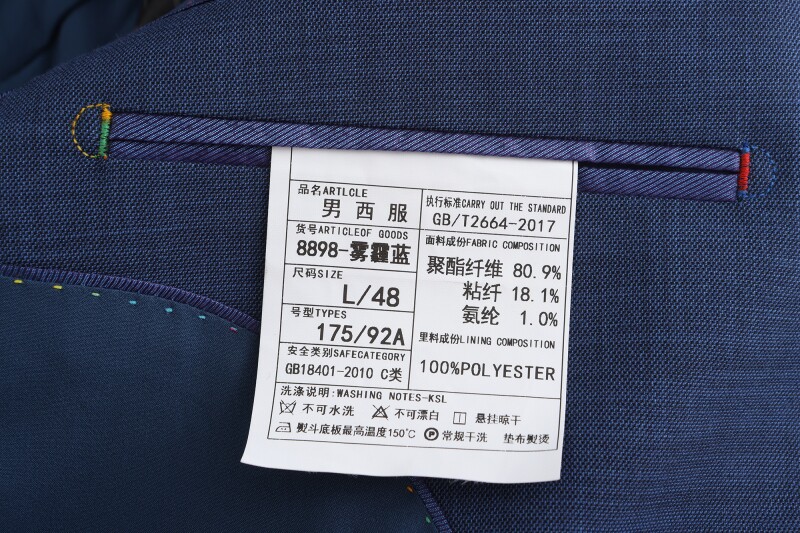 品名ARTLCLE
男西服
货号ARTICLEOF GOODS
8898-雾霾蓝
尺码SIZE
L/48
号型TYPES
175/92A
安全类别SAFECATEGORY
GB18401-2010 C类
执行标准CARRY OUT THE STANDARD
GB/T2664-2017
面料成份FABRIC COMPOSITION
聚酯纤维 80.9%
粘纤 18.1%
氨纶 1.0%
里料成份LINING COMPOSITION
100%POLYESTER
洗涤说明:WASHING NOTES-KSL
不可水洗 不可漂白 悬挂晾干
熨斗底板最高温度150℃ P 常规干洗 垫布熨烫